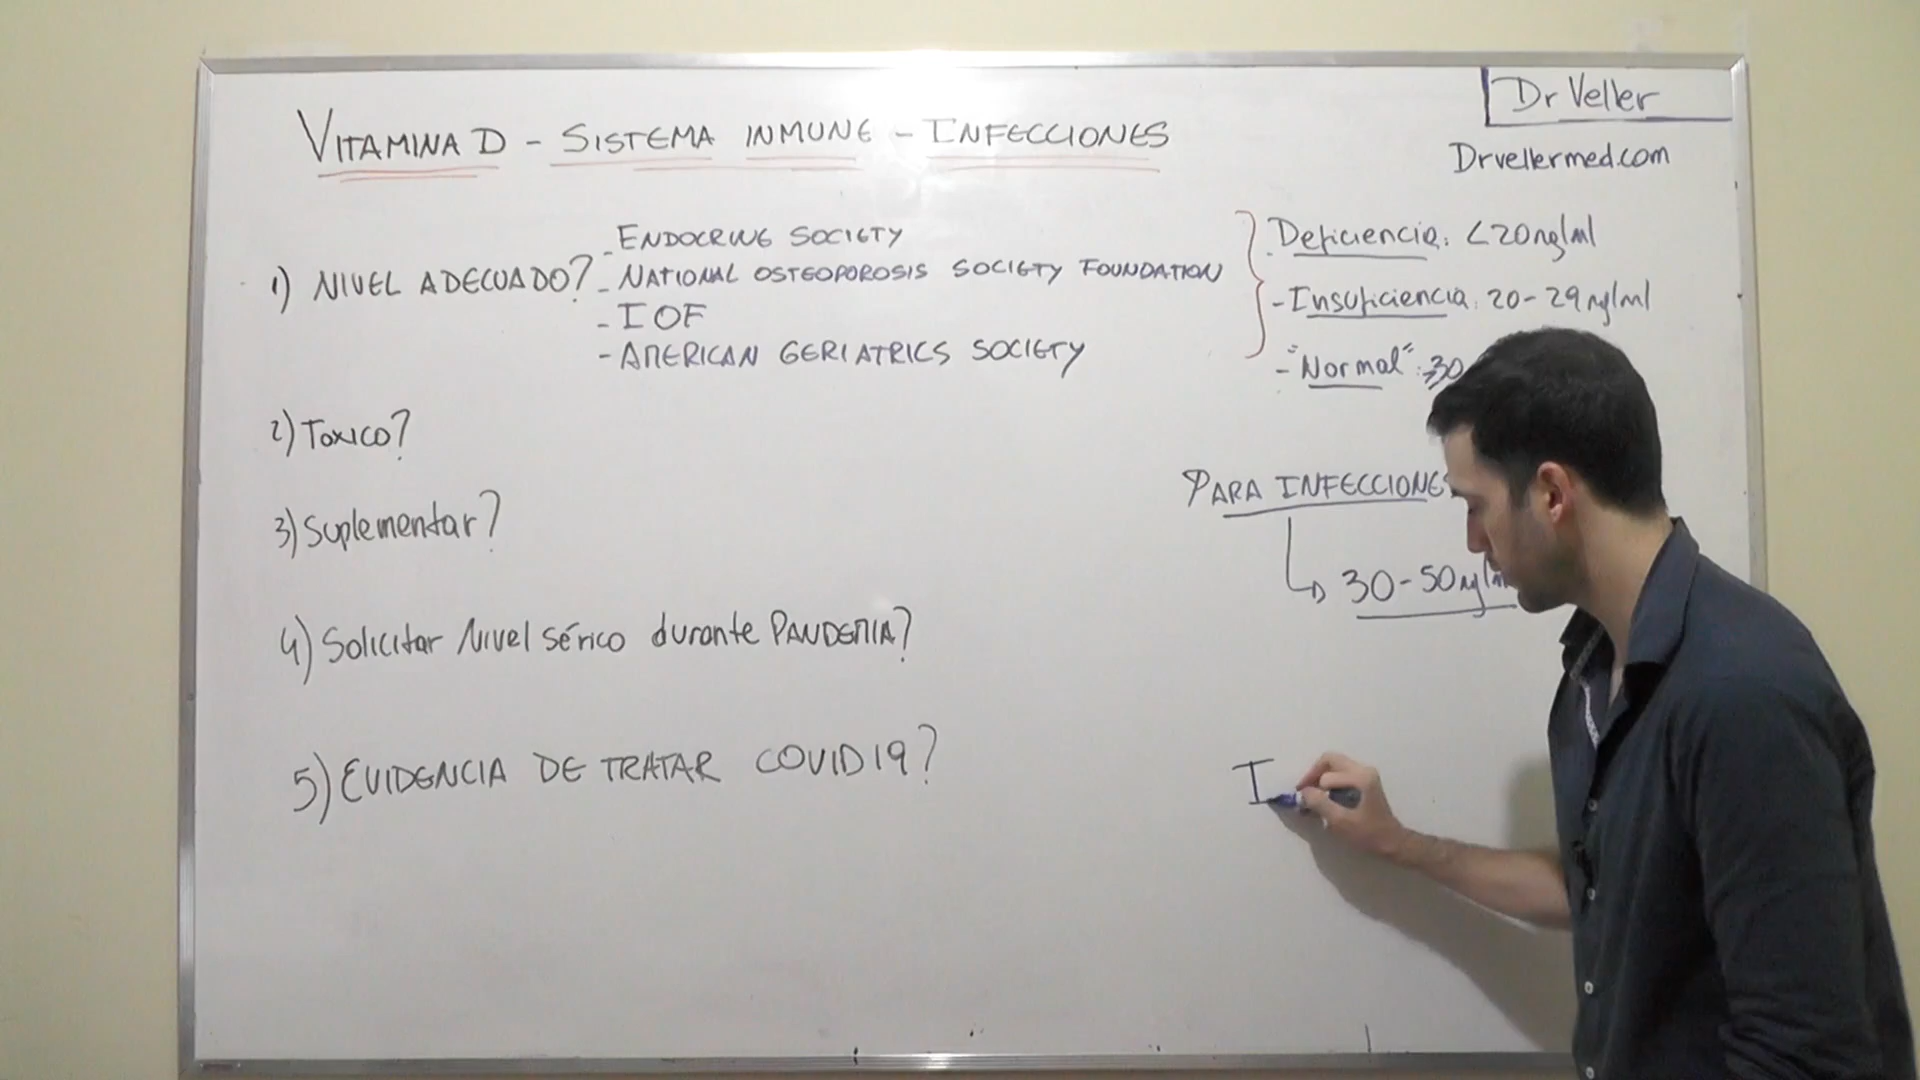 VITAMINA D - SISTEMA INMUNE - INFECCIONES
Dr Veller
Drvellermed.com
1) NIVEL ADECUADO?
- ENDOCRINE SOCIETY
- NATIONAL OSTEOPOROSIS SOCIETY FOUNDATION
- IOF
- AMERICAN GERIATRICS SOCIETY
- Deficiencia: <20ng/ml
- Insuficiencia: 20-29 ng/ml
- "Normal": ≥30
2) Toxico?
3) Suplementar?
4) Solicitar Nivel sérico durante PANDEMIA?
5) EVIDENCIA DE TRATAR COVID19?
PARA INFECCIONES
30-50 ng/m
I